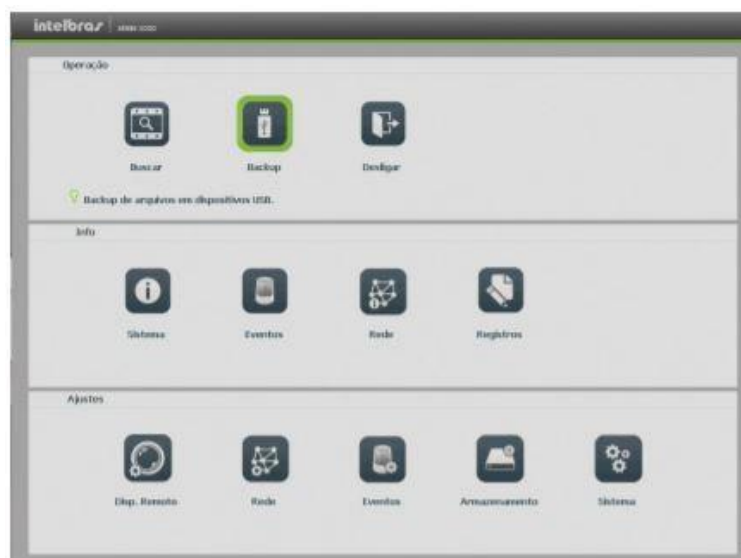 intelbras
Operação
Buscar Backup Desligar
Backup de arquivos em dispositivos USB.
Info
Sistema Eventos Rede Registros
Ajustes
Disp. Remoto Rede Eventos Armazenamento Sistema